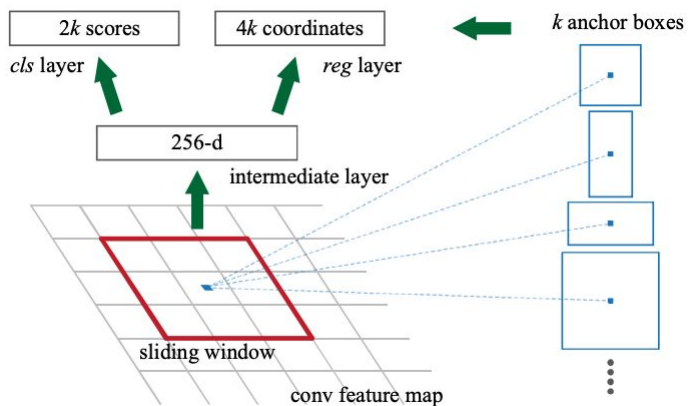 2k scores
4k coordinates
k anchor boxes
cls layer
reg layer
256-d
intermediate layer
sliding window
conv feature map